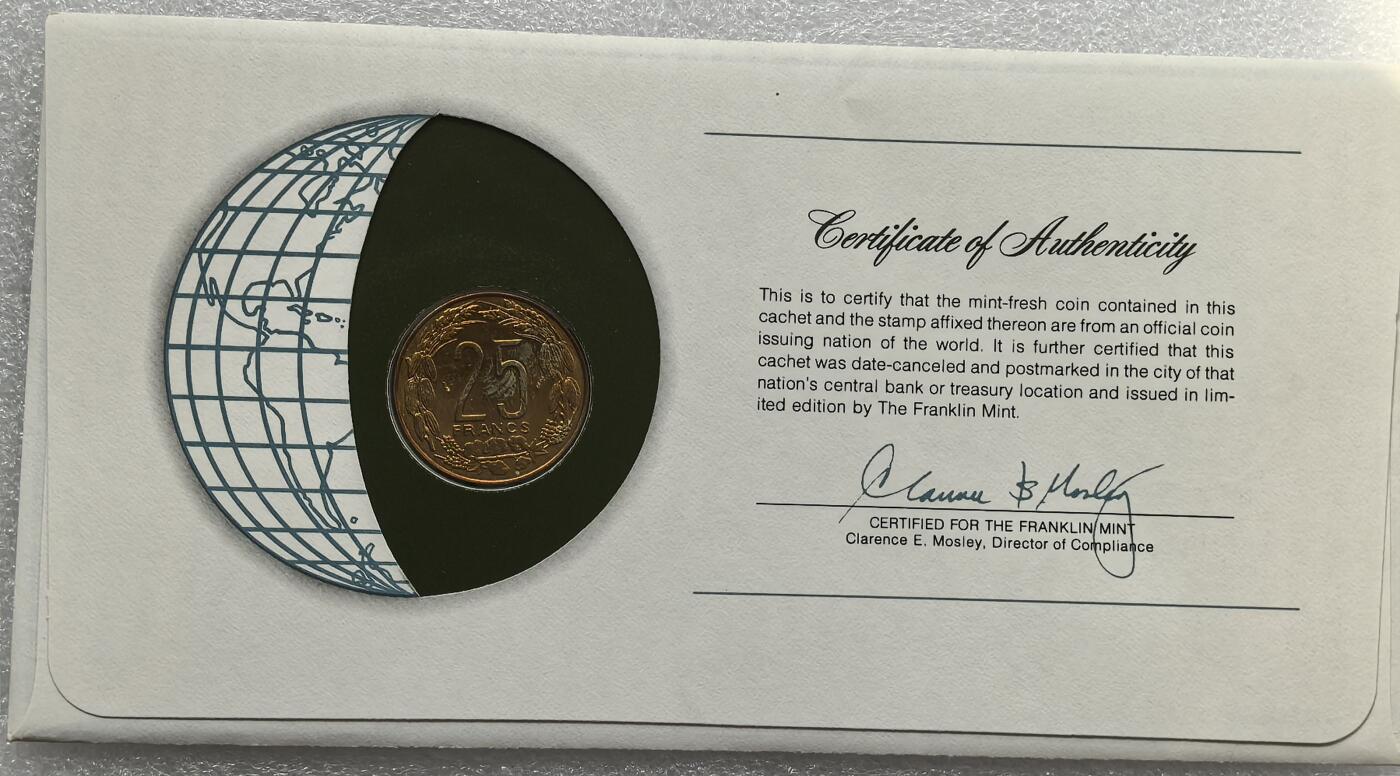 25
FRANCS
Certificate of Authenticity
This is to certify that the mint-fresh coin contained in this
cachet and the stamp affixed thereon are from an official coin
issuing nation of the world. It is further certified that this
cachet was date-canceled and postmarked in the city of that
nation's central bank or treasury location and issued in lim-
ited edition by The Franklin Mint.
Clarence E Mosley
CERTIFIED FOR THE FRANKLIN MINT
Clarence E. Mosley, Director of Compliance